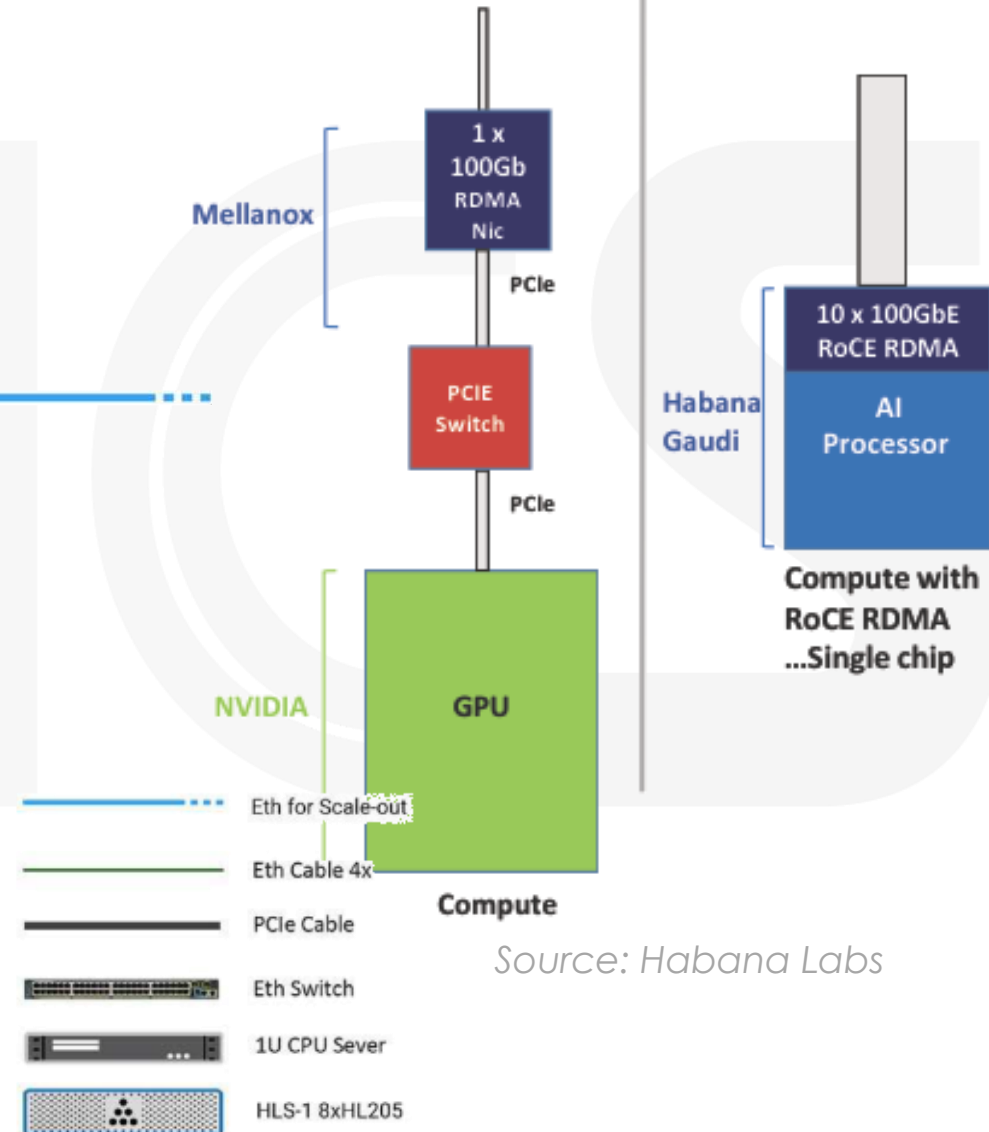 1 x
100Gb
RDMA
Nic
Mellanox
PCIe
PCIE
Switch
PCIe
NVIDIA
GPU
Compute
10 x 100GbE
RoCE RDMA
Habana
Gaudi
AI
Processor
Compute with
RoCE RDMA
...Single chip
Eth for Scale-out
Eth Cable 4x
PCIe Cable
Eth Switch
1U CPU Sever
HLS-1 8xHL205
Source: Habana Labs